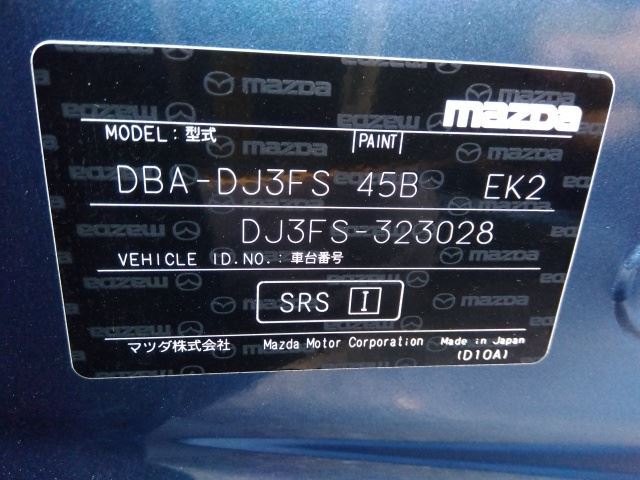 mazda
MODEL: 型式 PAINT
DBA-DJ3FS 45B EK2
DJ3FS-323028
VEHICLE ID.NO.: 車台番号
SRS I
マツダ株式会社 Mazda Motor Corporation Made in Japan
(D10A)